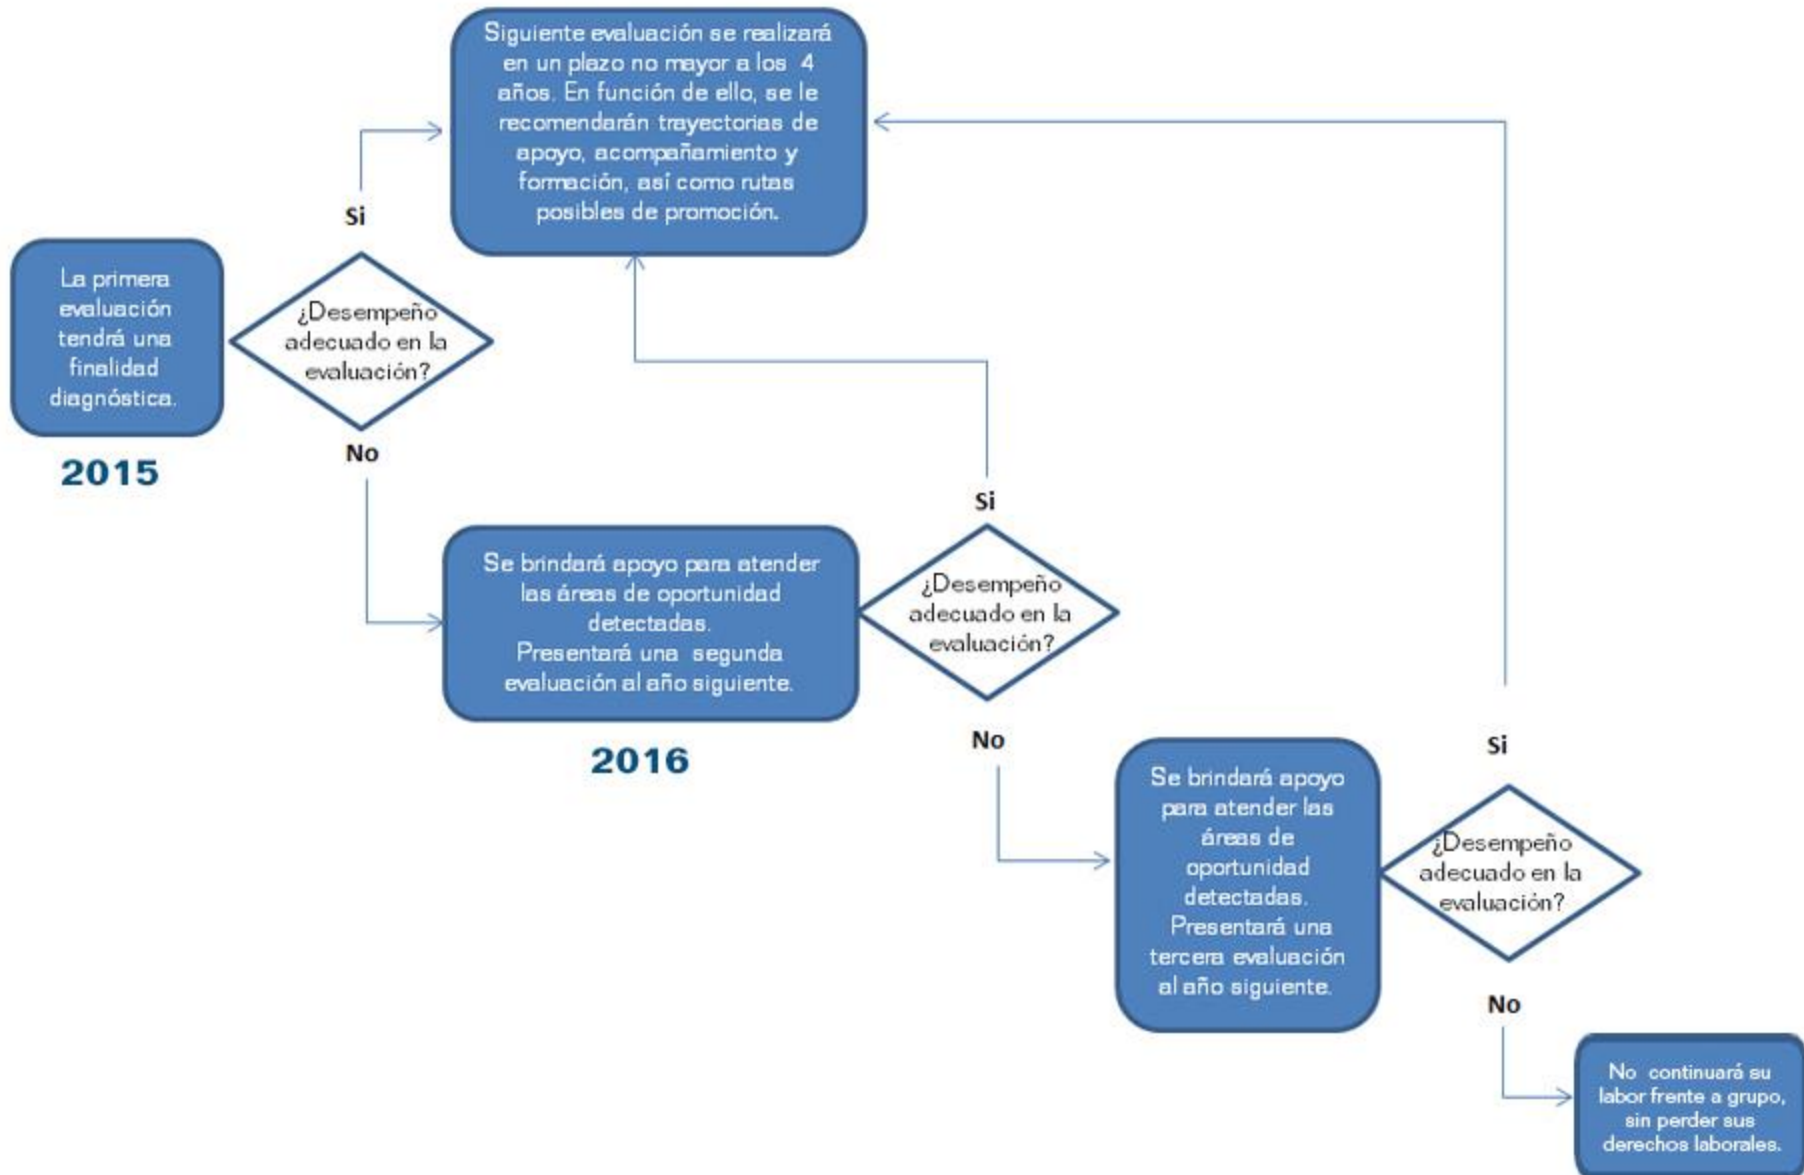 Siguiente evaluación se realizará
en un plazo no mayor a los 4
años. En función de ello, se le
recomendarán trayectorias de
apoyo, acompañamiento y
formación, así como rutas
posibles de promoción.
Si
La primera
evaluación
tendrá una
finalidad
diagnóstica.
2015
¿Desempeño
adecuado en la
evaluación?
No
Se brindará apoyo para atender
las áreas de oportunidad
detectadas.
Presentará una segunda
evaluación al año siguiente.
2016
Si
¿Desempeño
adecuado en la
evaluación?
No
Se brindará apoyo
para atender las
áreas de
oportunidad
detectadas.
Presentará una
tercera evaluación
al año siguiente.
Si
¿Desempeño
adecuado en la
evaluación?
No
No continuará su
labor frente a grupo,
sin perder sus
derechos laborales.